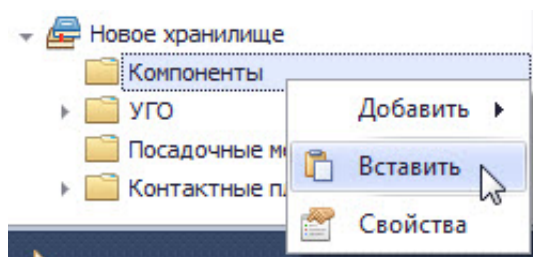 Новое хранилище
Компоненты
УГО
Добавить
Посадочные
Вставить
Контактные
Свойства